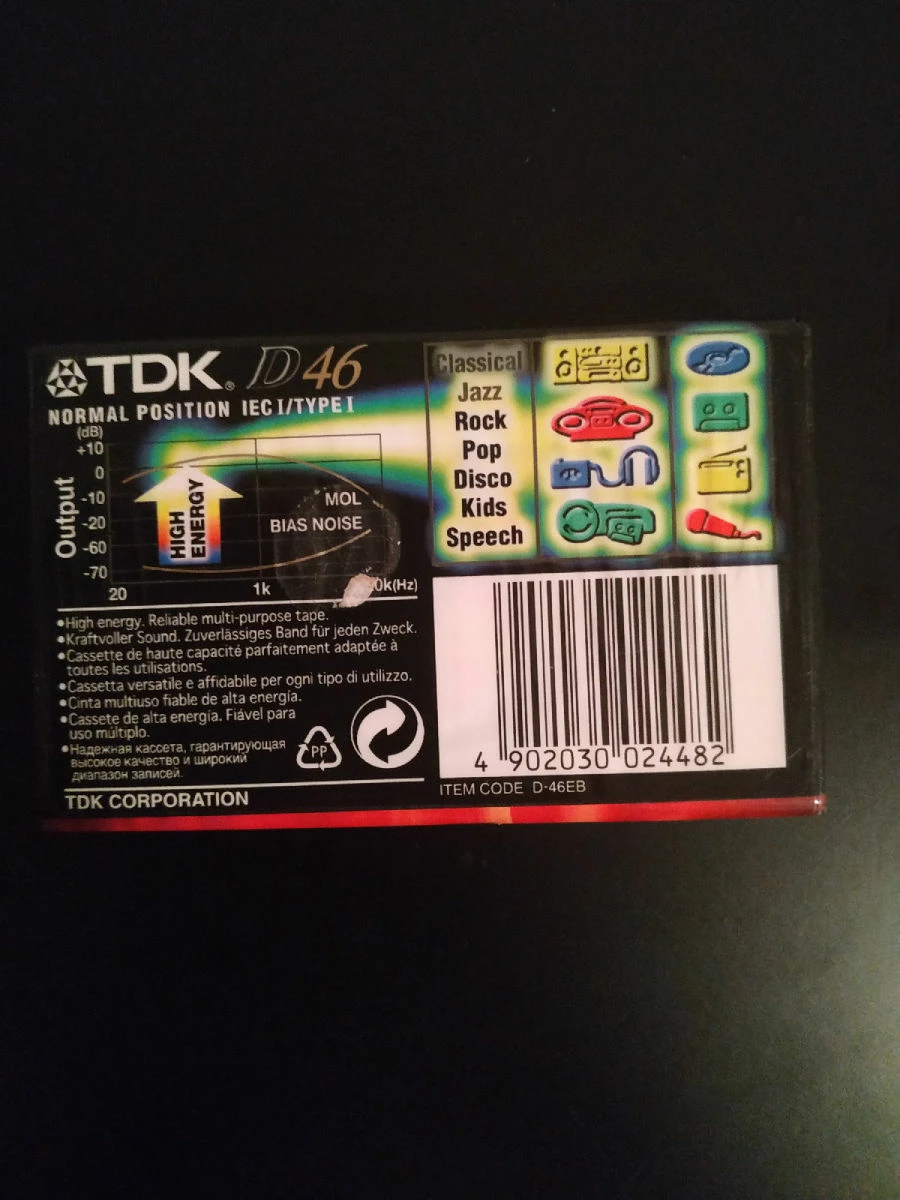 TDK® D 46
NORMAL POSITION IEC I/TYPE I
(dB)
Output
+10
0
-10
-20
-60
-70
HIGH
ENERGY
MOL
BIAS NOISE
20
1k
0k(Hz)
Classical
Jazz
Rock
Pop
Disco
Kids
Speech
•High energy. Reliable multi-purpose tape.
•Kraftvoller Sound. Zuverlässiges Band für jeden Zweck.
•Cassette de haute capacité parfaitement adaptée à
toutes les utilisations.
•Cassetta versatile e affidabile per ogni tipo di utilizzo.
•Cinta multiuso fiable de alta energía.
•Cassete de alta energía. Fiável para
uso múltiplo.
•Надежная кассета, гарантирующая
высокое качество и широкий
диапазон записей.
PP
TDK CORPORATION
4 902030 024482
ITEM CODE D-46EB